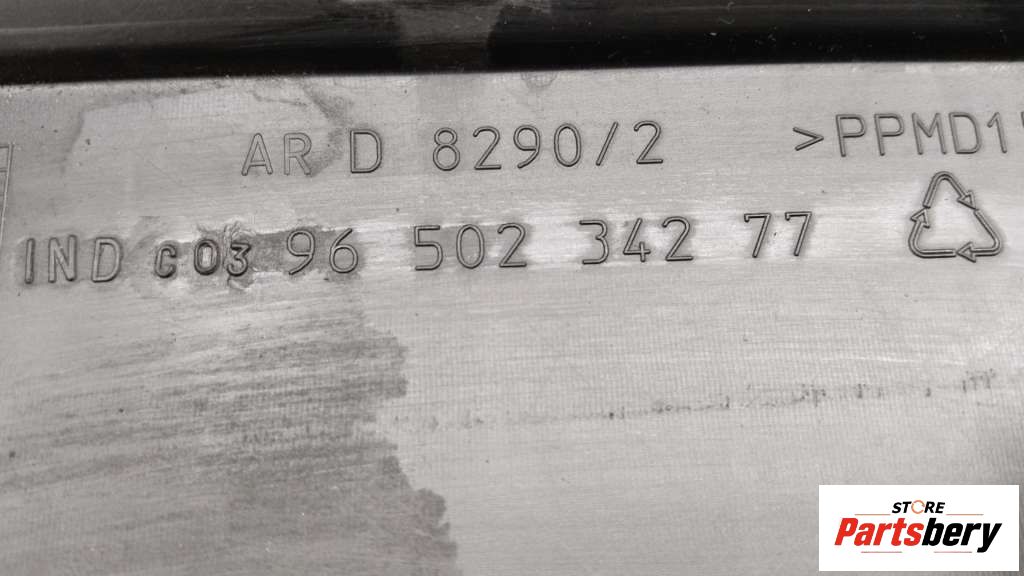 AR D 8290/2 >PPMD1
IND C03 96 502 342 77
STORE
Partsbery